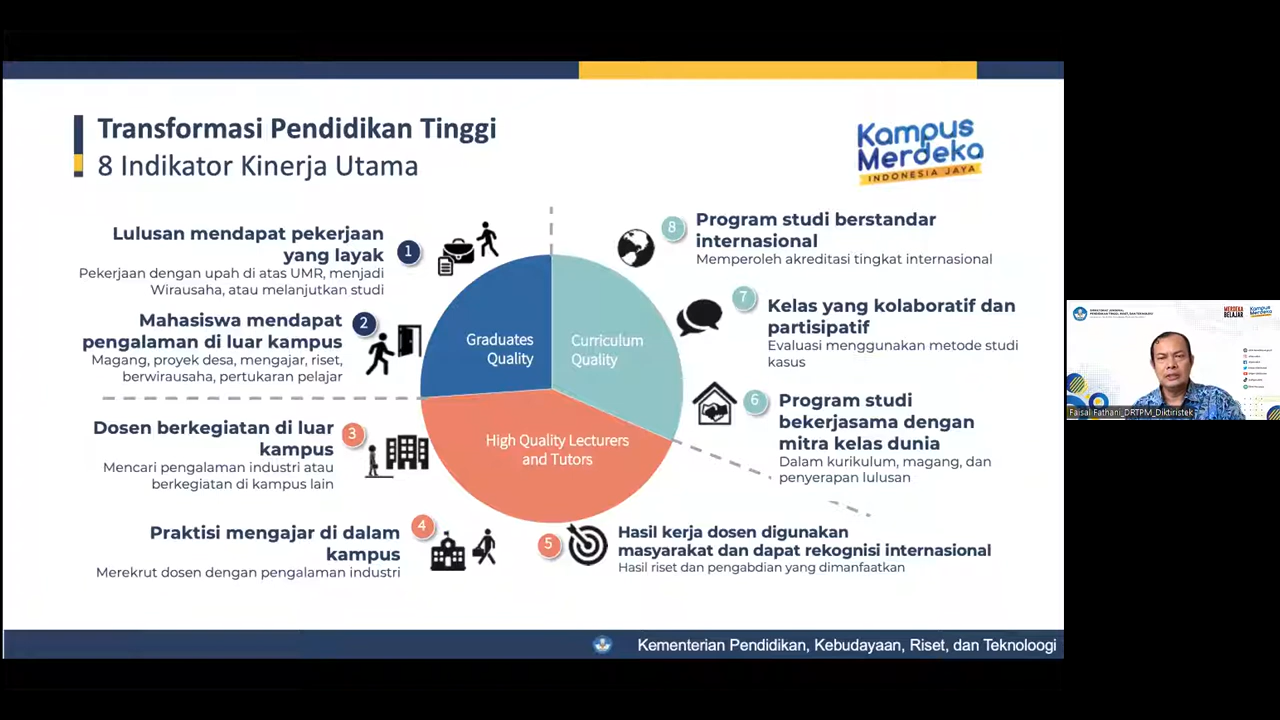 Transformasi Pendidikan Tinggi
8 Indikator Kinerja Utama
Kampus
Merdeka
INDONESIA JAYA
Lulusan mendapat pekerjaan
yang layak
1
Pekerjaan dengan upah di atas UMR, menjadi
Wirausaha, atau melanjutkan studi
Mahasiswa mendapat
pengalaman di luar kampus
2
Magang, proyek desa, mengajar, riset,
berwirausaha, pertukaran pelajar
Dosen berkegiatan di luar
kampus
3
Mencari pengalaman industri atau
berkegiatan di kampus lain
Praktisi mengajar di dalam
kampus
4
Merekrut dosen dengan pengalaman industri
Graduates
Quality
Curriculum
Quality
High Quality Lecturers
and Tutors
8
Program studi berstandar
internasional
Memperoleh akreditasi tingkat internasional
7
Kelas yang kolaboratif dan
partisipatif
Evaluasi menggunakan metode studi
kasus
6
Program studi
bekerjasama dengan
mitra kelas dunia
Dalam kurikulum, magang, dan
penyerapan lulusan
5
Hasil kerja dosen digunakan
masyarakat dan dapat rekognisi internasional
Hasil riset dan pengabdian yang dimanfaatkan
Kementerian Pendidikan, Kebudayaan, Riset, dan Teknoloogi
MERDEKA
BELAJAR
Kampus
Merdeka
Faisal Fathani_DRTPM_Diktiristek